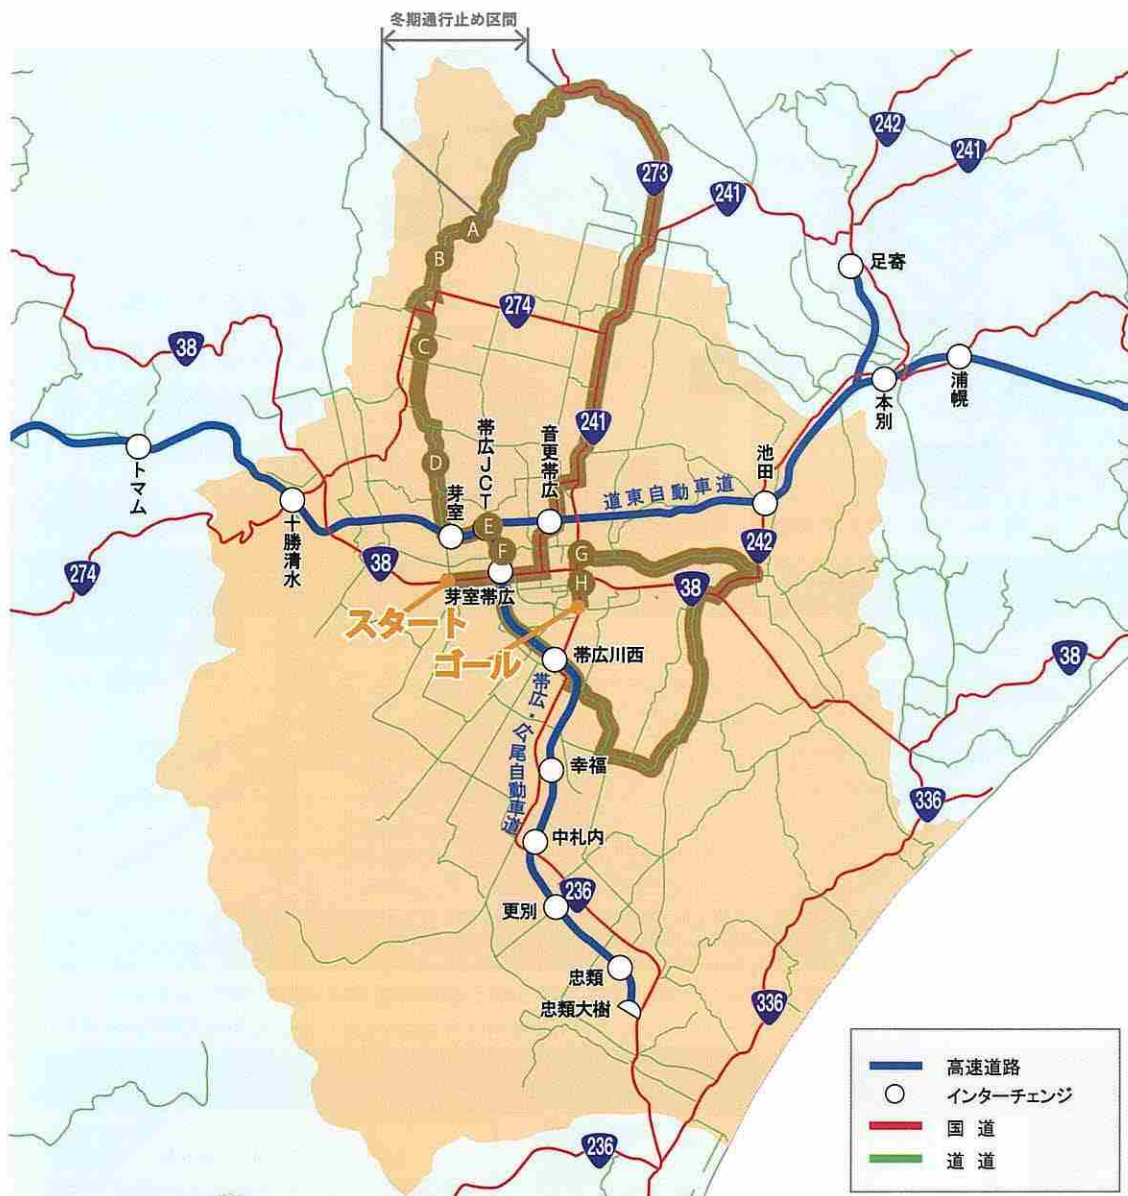 冬期通行止め区間
242
241
273
241
A
B
足寄
274
38
C
浦幌
本別
241
音更帯広
帯広JCT
池田
トマム
D
芽室
道東自動車道
十勝清水
E
F
G
242
38
274
H
38
芽室帯広
スタート
ゴール
帯広川西
38
帯広・広尾自動車道
幸福
336
中札内
236
更別
忠類
忠類大樹
336
236
高速道路
インターチェンジ
国道
道道